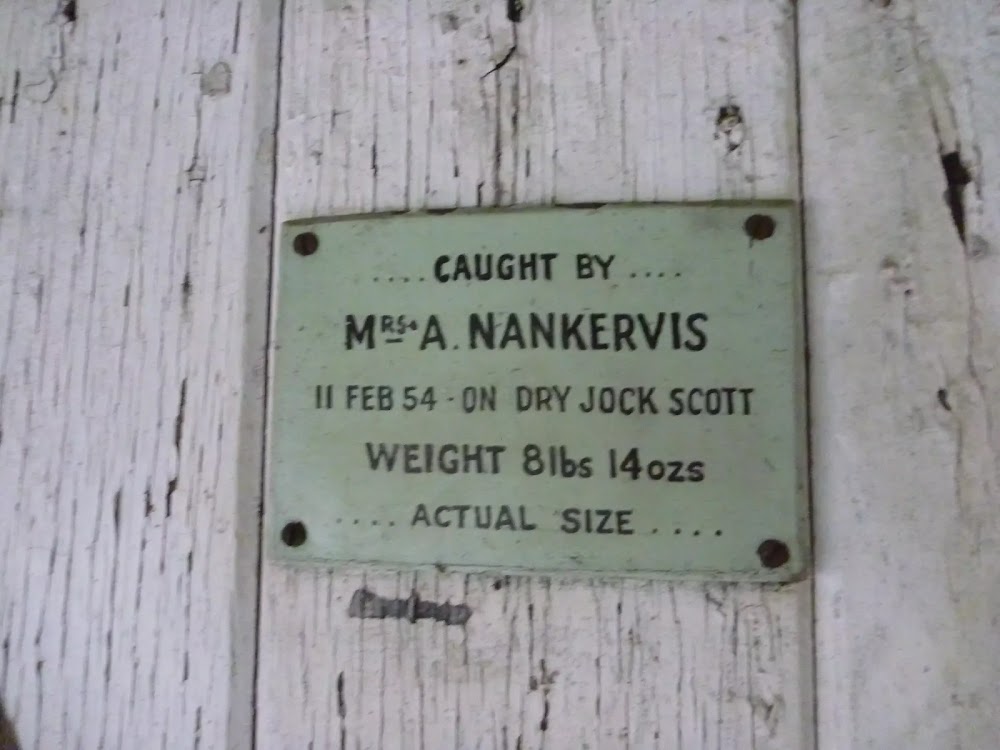 .... CAUGHT BY ....
MRS. A. NANKERVIS
11 FEB 54 - ON DRY JOCK SCOTT
WEIGHT 8lbs 14ozs
.... ACTUAL SIZE ....